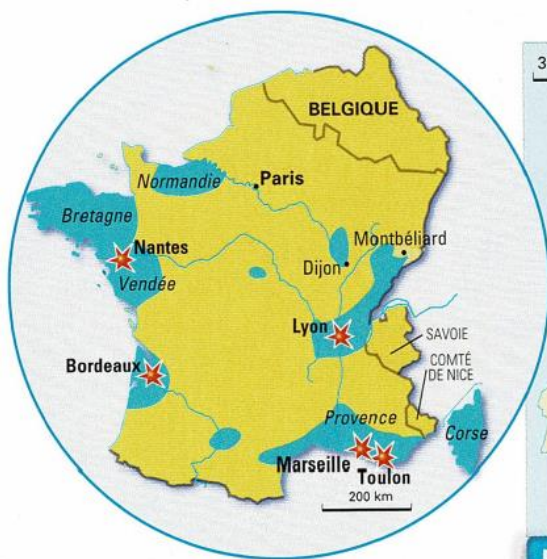 BELGIQUE
Normandie
Paris
Bretagne
Montbéliard
Nantes
Dijon
Vendée
Lyon
SAVOIE
COMTÉ
DE NICE
Bordeaux
Provence
Corse
Marseille
Toulon
200 km
3